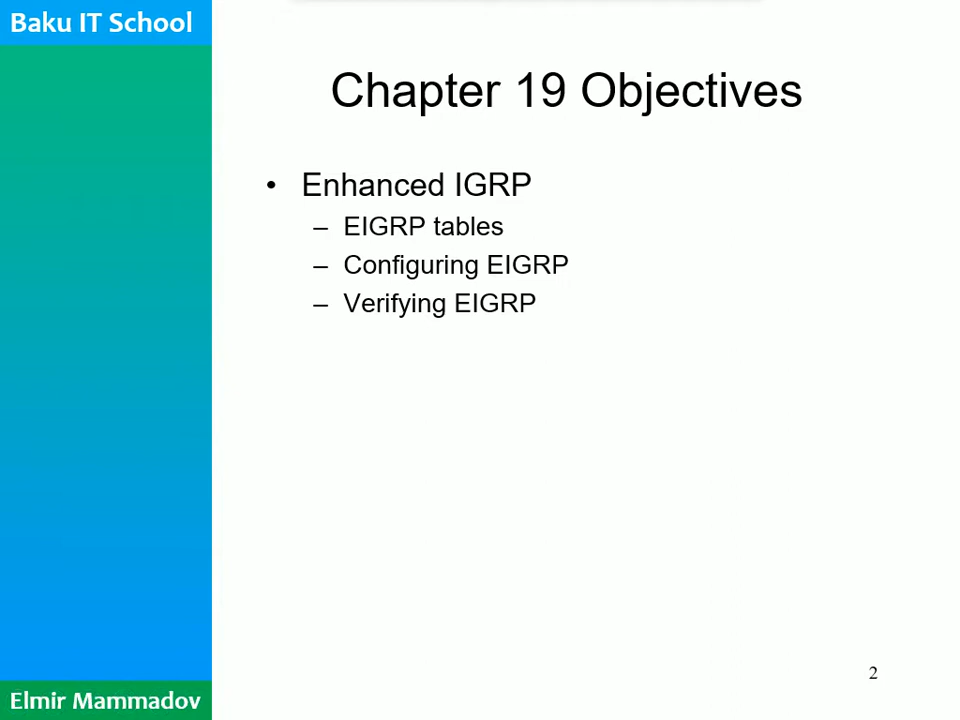 Baku IT School
Chapter 19 Objectives
• Enhanced IGRP
– EIGRP tables
– Configuring EIGRP
– Verifying EIGRP
2
Elmir Mammadov